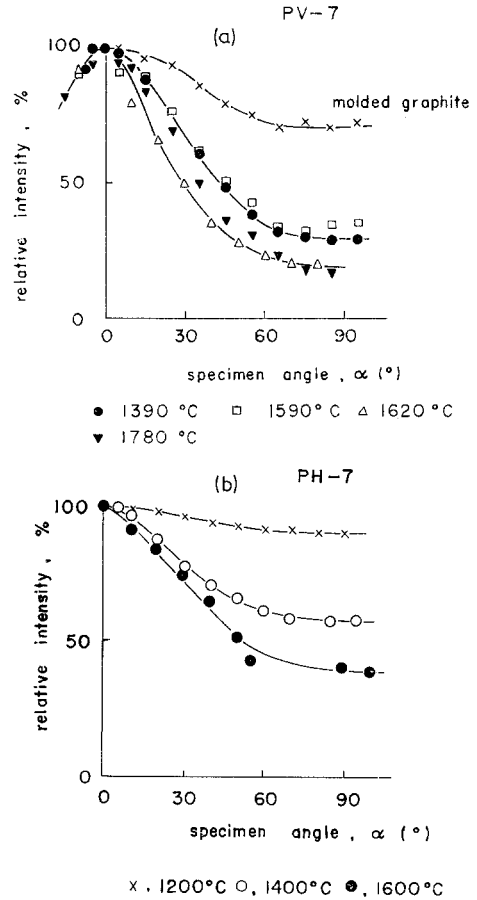 PV-7
(a)
100
50
0
relative intensity , %
molded graphite
0 30 60 90
specimen angle , α (°)
● 1390 °C □ 1590°C △ 1620°C
▼ 1780 °C
(b)
PH-7
100
50
0
relative intensity , %
0 30 60 90
specimen angle , α (°)
×, 1200°C ○, 1400°C ●, 1600°C